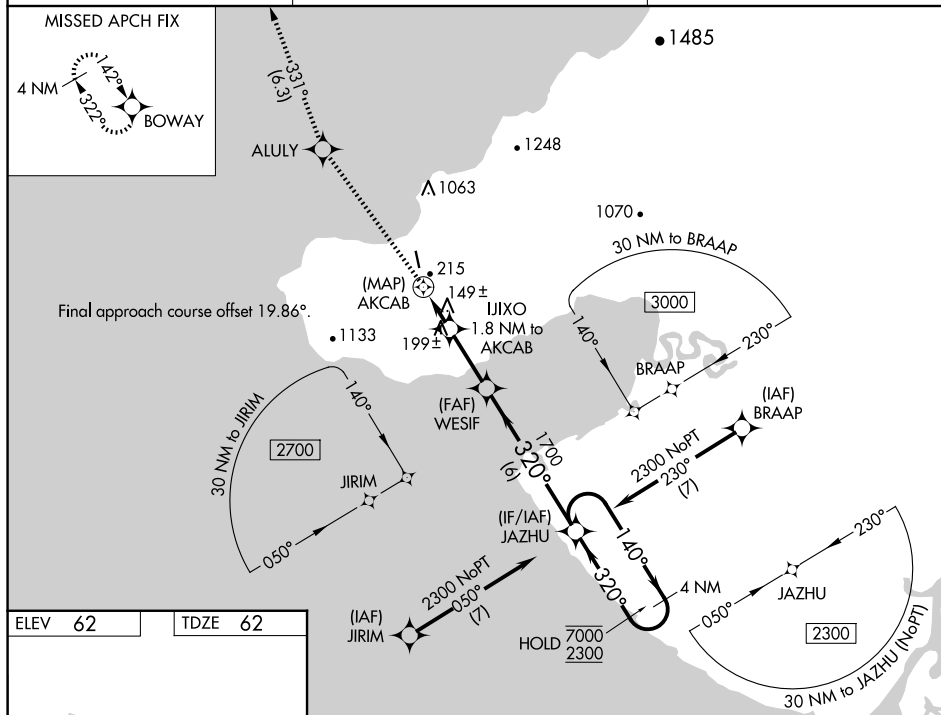 MISSED APCH FIX
4 NM
142°
322°
BOWAY
331°
(6.3)
ALULY
1485
1248
1063
1070
30 NM to BRAAP
3000
140°
230°
BRAAP
215
(MAP)
AKCAB
149±
IJIXO
1.8 NM to
AKCAB
199±
Final approach course offset 19.86°.
1133
(FAF)
WESIF
30 NM to JIRIM
2700
140°
JIRIM
050°
1700
320°
(6)
(IAF)
BRAAP
2300 NoPT
230°
(7)
(IF/IAF)
JAZHU
140°
320°
4 NM
HOLD
7000
2300
2300 NoPT
050°
(7)
(IAF)
JIRIM
230°
JAZHU
050°
2300
30 NM to JAZHU (NoPT)
ELEV 62
TDZE 62